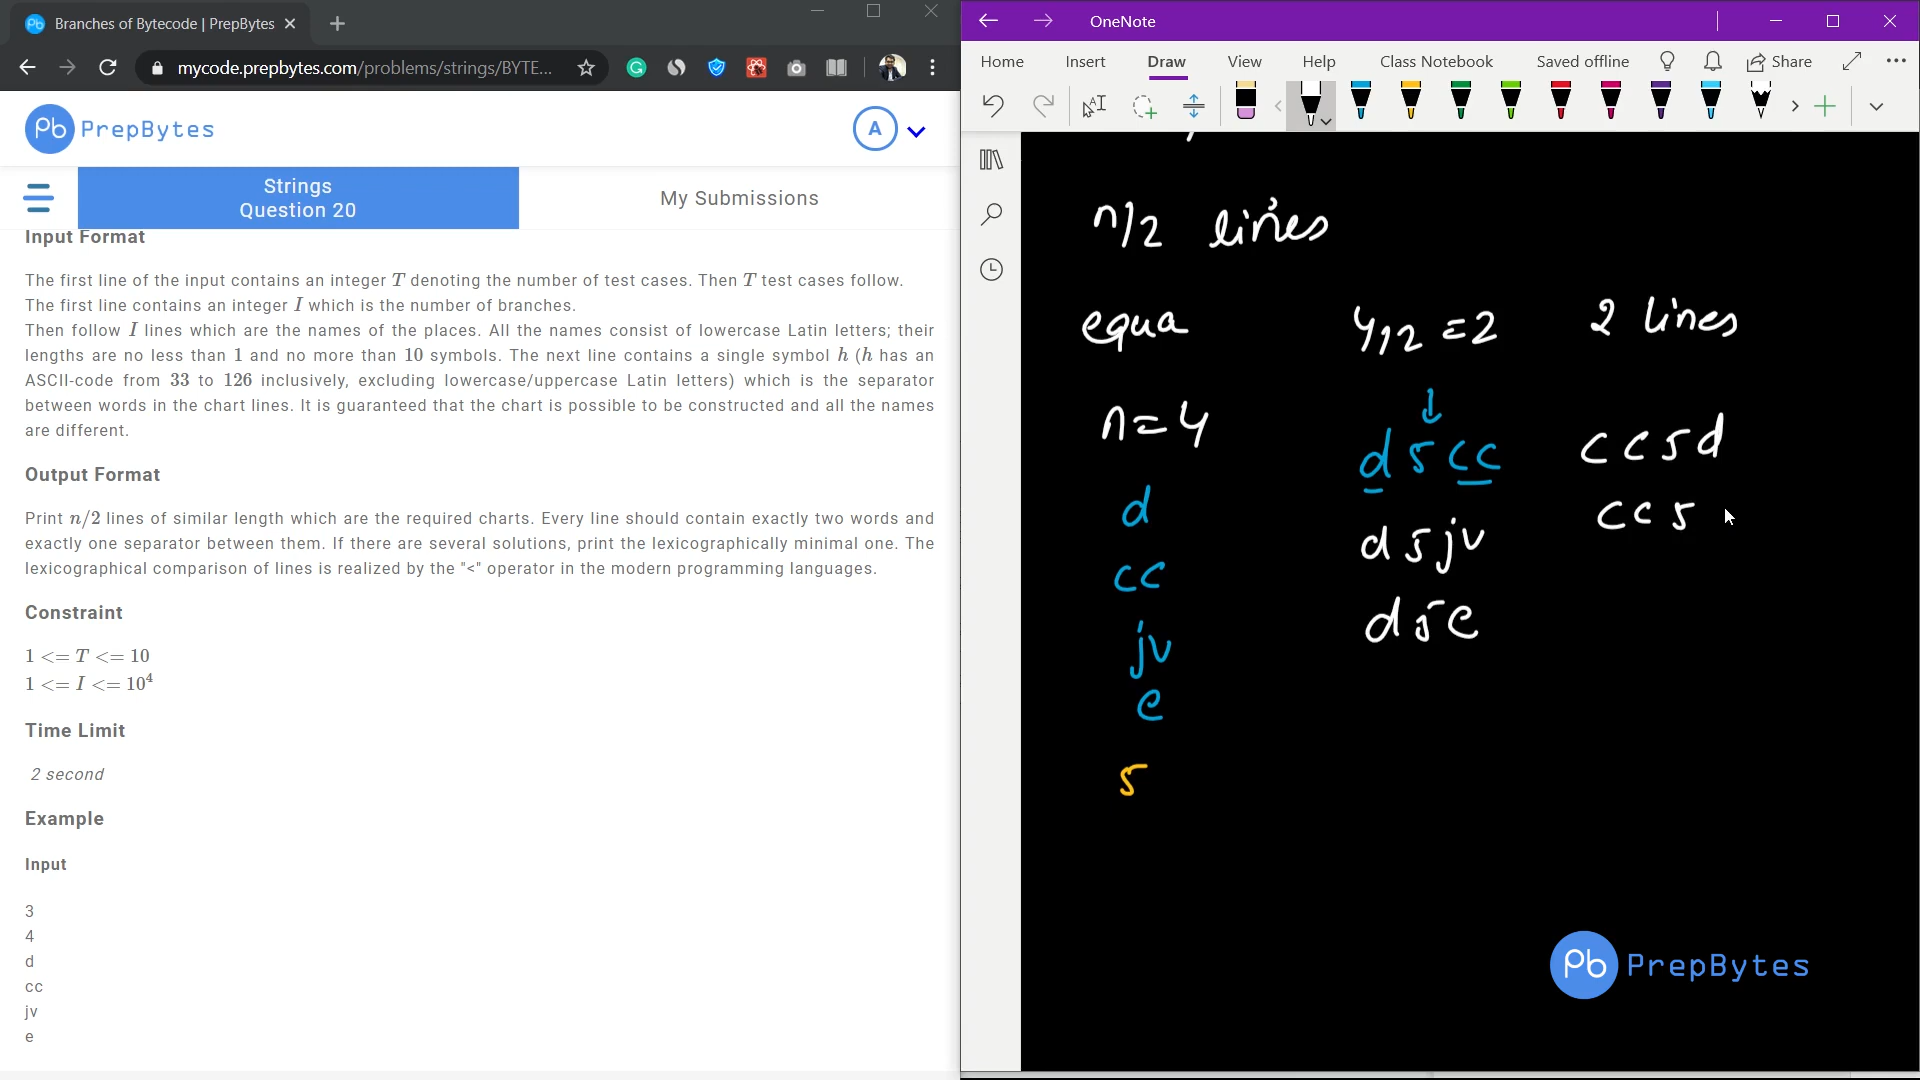 Branches of Bytecode | PrepBytes
mycode.prepbytes.com/problems/strings/BYTE...
Pb PrepBytes
A
Strings
Question 20
My Submissions
Input Format
The first line of the input contains an integer T denoting the number of test cases. Then T test cases follow.
The first line contains an integer I which is the number of branches.
Then follow I lines which are the names of the places. All the names consist of lowercase Latin letters; their
lengths are no less than 1 and no more than 10 symbols. The next line contains a single symbol h (h has an
ASCII-code from 33 to 126 inclusively, excluding lowercase/uppercase Latin letters) which is the separator
between words in the chart lines. It is guaranteed that the chart is possible to be constructed and all the names
are different.
Output Format
Print n/2 lines of similar length which are the required charts. Every line should contain exactly two words and
exactly one separator between them. If there are several solutions, print the lexicographically minimal one. The
lexicographical comparison of lines is realized by the "<" operator in the modern programming languages.
Constraint
1 <= T <= 10
1 <= I <= 10⁴
Time Limit
2 second
Example
Input
3
4
d
cc
jv
e
OneNote
Home Insert Draw View Help Class Notebook Saved offline Share
n/2 lines
equa 4/2 = 2 2 lines
n=4
d 5 cc c c 5 d
d c c 5
d 5 jv
cc
d 5 e
jv
e
5
Pb PrepBytes